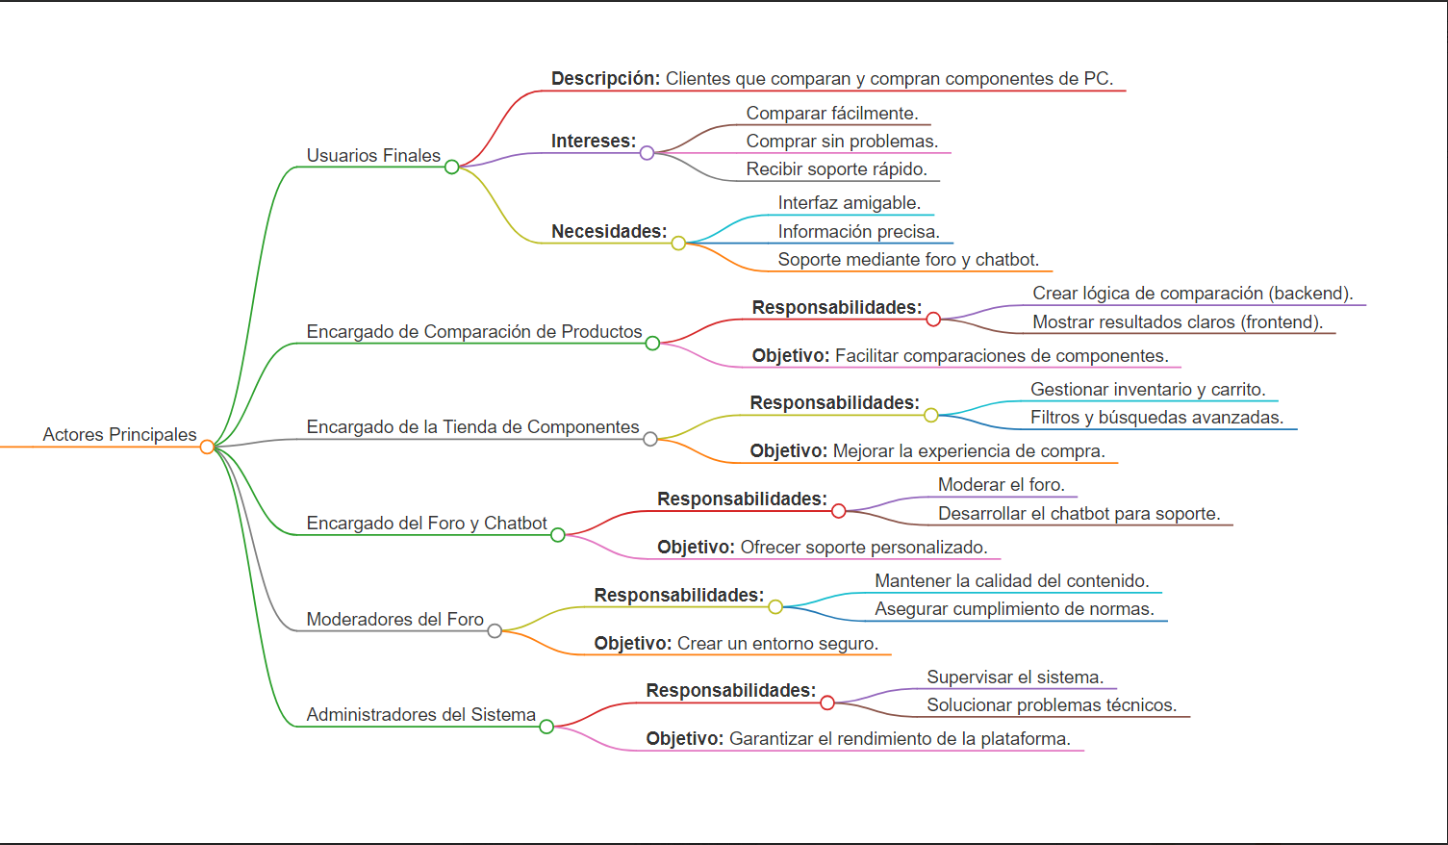 Actores Principales
Usuarios Finales
Descripción: Clientes que comparan y compran componentes de PC.
Intereses:
Comparar fácilmente.
Comprar sin problemas.
Recibir soporte rápido.
Necesidades:
Interfaz amigable.
Información precisa.
Soporte mediante foro y chatbot.
Encargado de Comparación de Productos
Responsabilidades:
Crear lógica de comparación (backend).
Mostrar resultados claros (frontend).
Objetivo: Facilitar comparaciones de componentes.
Encargado de la Tienda de Componentes
Responsabilidades:
Gestionar inventario y carrito.
Filtros y búsquedas avanzadas.
Objetivo: Mejorar la experiencia de compra.
Encargado del Foro y Chatbot
Responsabilidades:
Moderar el foro.
Desarrollar el chatbot para soporte.
Objetivo: Ofrecer soporte personalizado.
Moderadores del Foro
Responsabilidades:
Mantener la calidad del contenido.
Asegurar cumplimiento de normas.
Objetivo: Crear un entorno seguro.
Administradores del Sistema
Responsabilidades:
Supervisar el sistema.
Solucionar problemas técnicos.
Objetivo: Garantizar el rendimiento de la plataforma.